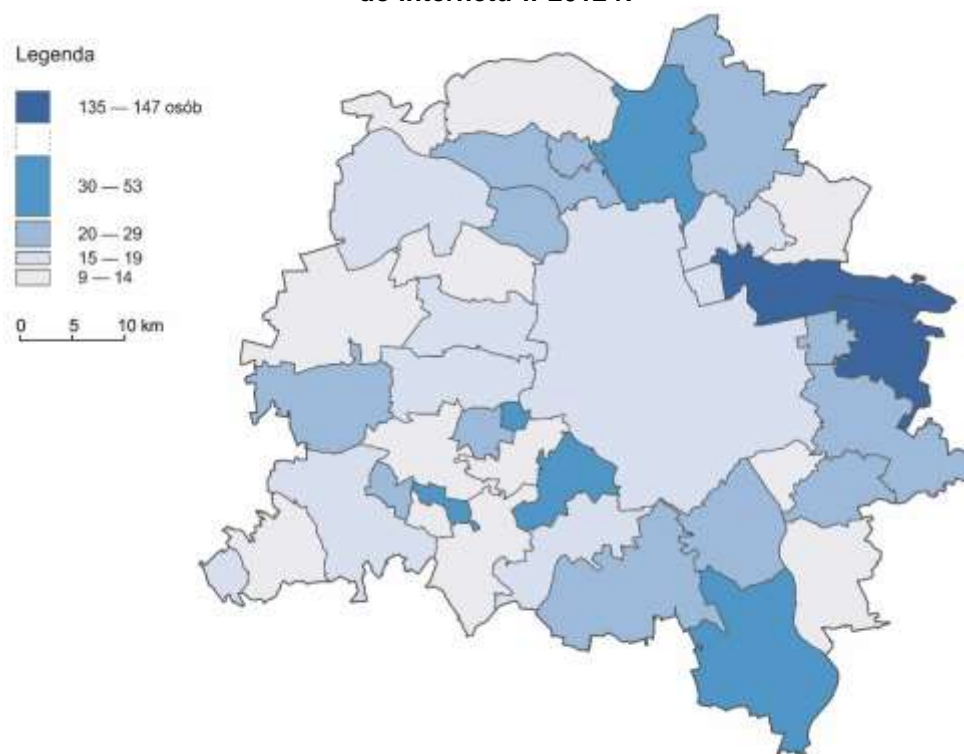 do Internetu w 2012 r.
Legenda
135 — 147 osób
30 — 53
20 — 29
15 — 19
9 — 14
0 5 10 km